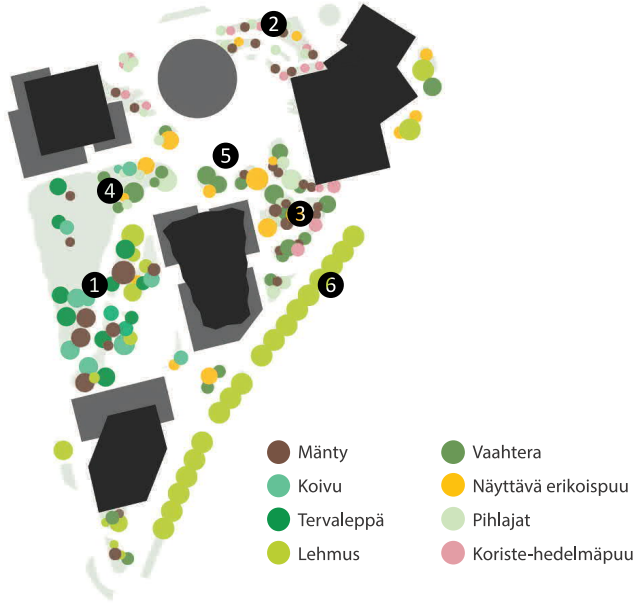 2
5
4
3
1
6
Mänty
Koivu
Tervaleppä
Lehmus
Vaahtera
Näyttävä erikoispuu
Pihlajat
Koriste-hedelmäpuu